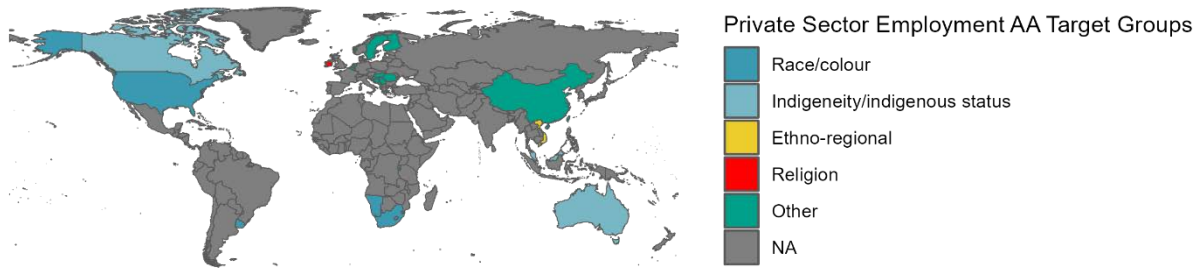 Private Sector Employment AA Target Groups
Race/colour
Indigeneity/indigenous status
Ethno-regional
Religion
Other
NA